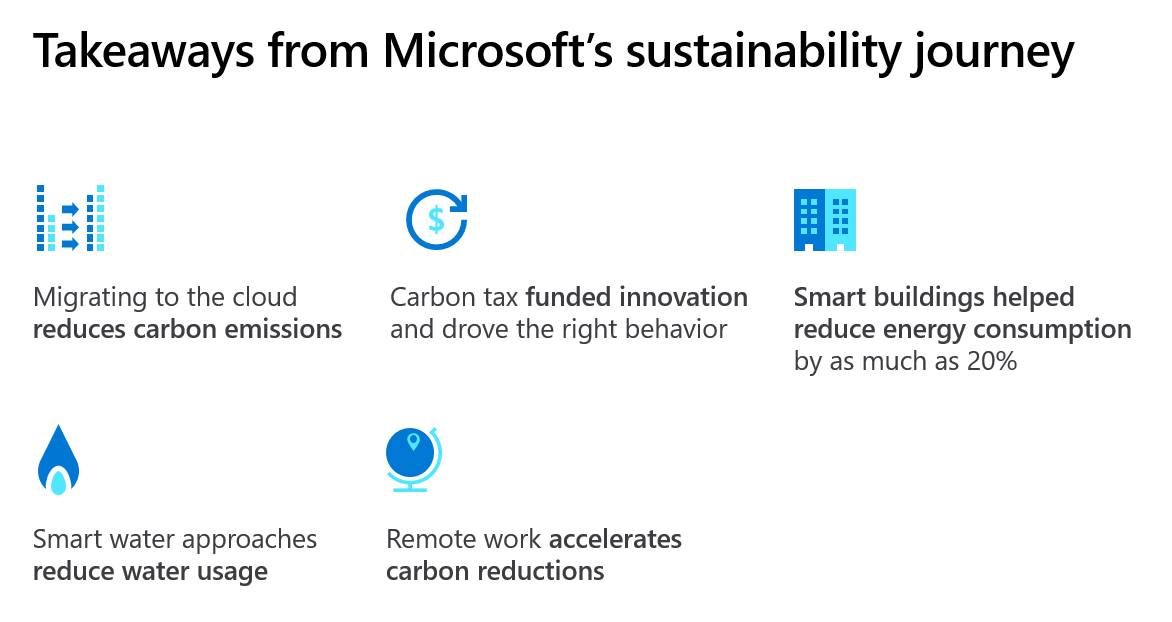 Takeaways from Microsoft’s sustainability journey
$
Migrating to the cloud
reduces carbon emissions
Carbon tax funded innovation
and drove the right behavior
Smart buildings helped
reduce energy consumption
by as much as 20%
Smart water approaches
reduce water usage
Remote work accelerates
carbon reductions